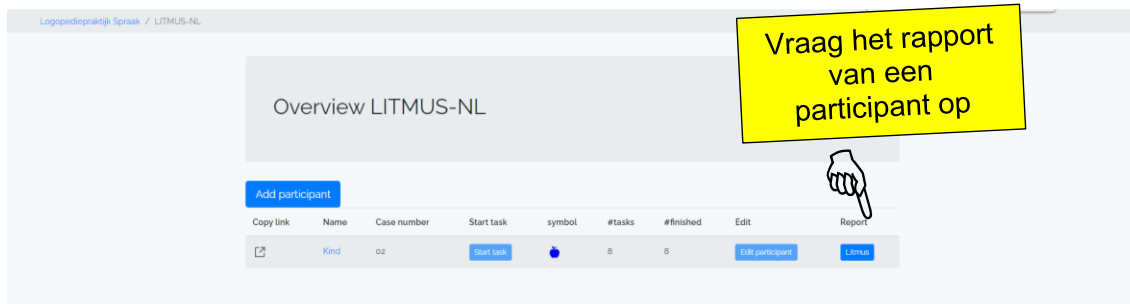 Logopediepraktijk Spraak / LITMUS-NL
Vraag het rapport
van een
participant op
Overview LITMUS-NL
Add participant
Copy link Name Case number Start task symbol #tasks #finished Edit Report
Kind 02 Start task 8 8 Edit participant Litmus